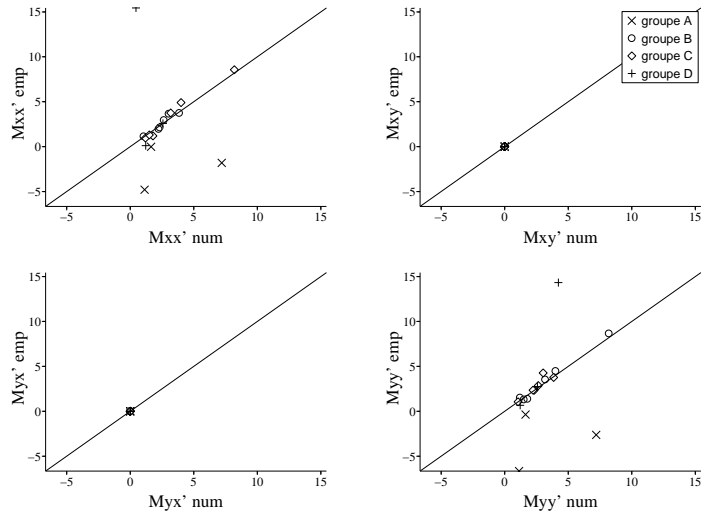 15
10
5
0
−5
−5 0 5 10 15
Mxx’ emp
Mxx’ num
15
10
5
0
−5
−5 0 5 10 15
Mxy’ emp
Mxy’ num
groupe A
groupe B
groupe C
groupe D
15
10
5
0
−5
−5 0 5 10 15
Myx’ emp
Myx’ num
15
10
5
0
−5
−5 0 5 10 15
Myy’ emp
Myy’ num